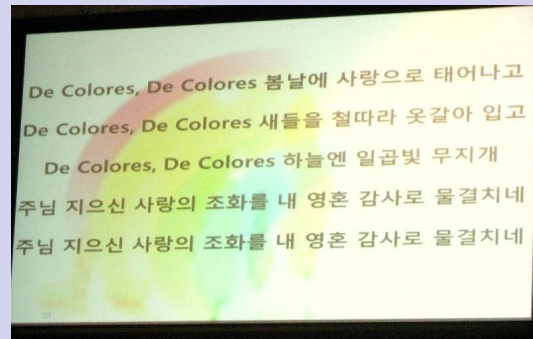 De Colores, De Colores 봄날에 사랑으로 태어나고
De Colores, De Colores 새들을 철따라 옷갈아 입고
De Colores, De Colores 하늘엔 일곱빛 무지개
주님 지으신 사랑의 조화를 내 영혼 감사로 물결치네
주님 지으신 사랑의 조화를 내 영혼 감사로 물결치네